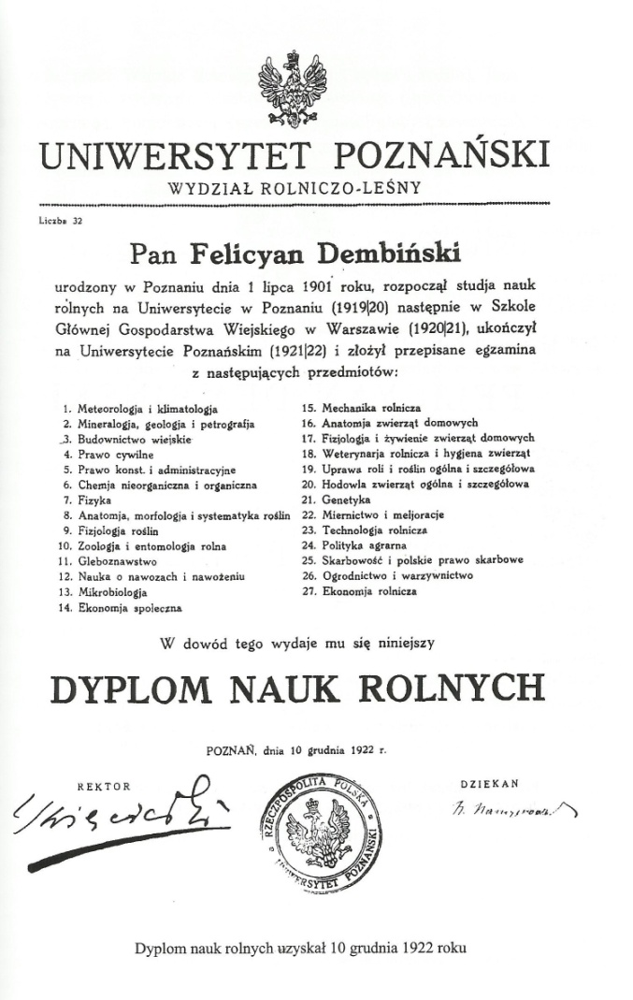 UNIWERSYTET POZNAŃSKI
WYDZIAŁ ROLNICZO-LEŚNY
Liczba 32
Pan Felicyan Dembiński
urodzony w Poznaniu dnia 1 lipca 1901 roku, rozpoczął studja nauk
rolnych na Uniwersytecie w Poznaniu (1919|20) następnie w Szkole
Głównej Gospodarstwa Wiejskiego w Warszawie (1920|21), ukończył
na Uniwersytecie Poznańskim (1921|22) i złożył przepisane egzamina
z następujących przedmiotów:
1. Meteorologja i klimatologja
2. Mineralogja, geologja i petrografja
3. Budownictwo wiejskie
4. Prawo cywilne
5. Prawo konst. i administracyjne
6. Chemja nieorganiczna i organiczna
7. Fizyka
8. Anatomja, morfologja i systematyka roślin
9. Fizjologja roślin
10. Zoologja i entomologja rolna
11. Gleboznawstwo
12. Nauka o nawozach i nawożeniu
13. Mikrobiologja
14. Ekonomja społeczna
15. Mechanika rolnicza
16. Anatomja zwierząt domowych
17. Fizjologja i żywienie zwierząt domowych
18. Weterynarja rolnicza i hygjena zwierząt
19. Uprawa roli i roślin ogólna i szczegółowa
20. Hodowla zwierząt ogólna i szczegółowa
21. Genetyka
22. Miernictwo i meljoracje
23. Technologja rolnicza
24. Polityka agrarna
25. Skarbowość i polskie prawo skarbowe
26. Ogrodnictwo i warzywnictwo
27. Ekonomja rolnicza
W dowód tego wydaje mu się niniejszy
DYPLOM NAUK ROLNYCH
POZNAŃ, dnia 10 grudnia 1922 r.
REKTOR
DZIEKAN
RZECZPOSPOLITA POLSKA
UNIWERSYTET POZNAŃSKI
Dyplom nauk rolnych uzyskał 10 grudnia 1922 roku